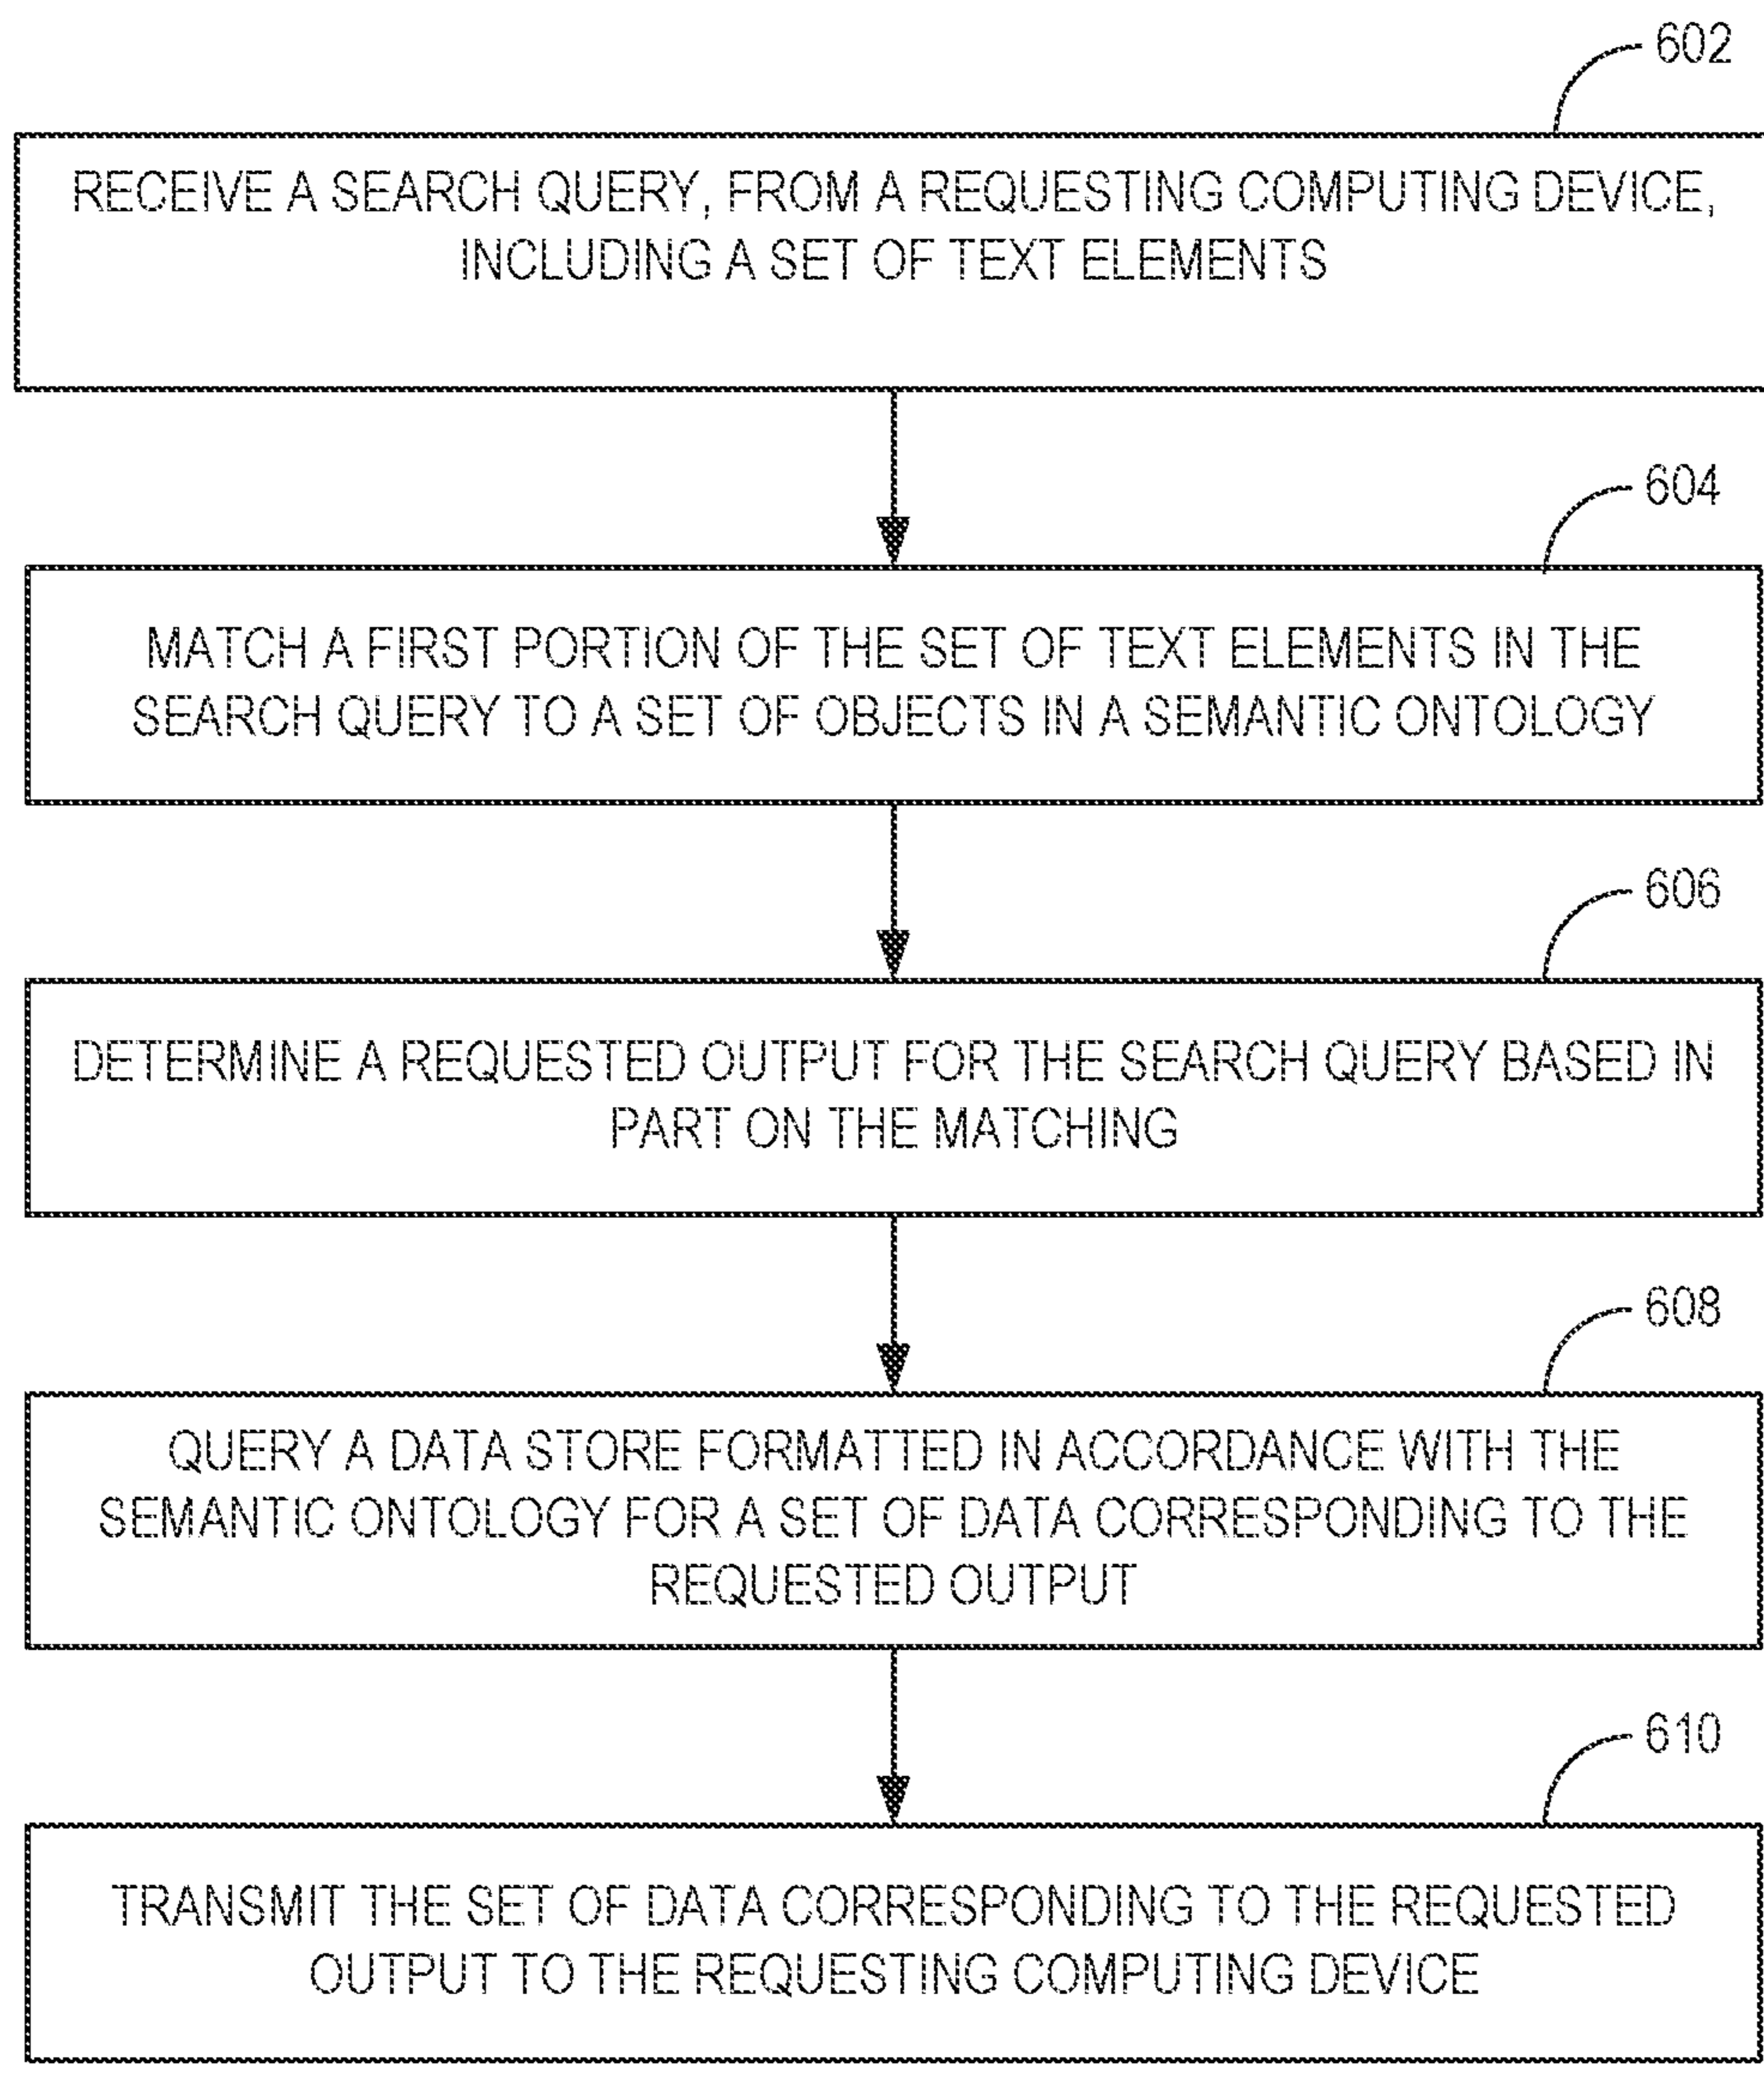 602
RECEIVE A SEARCH QUERY, FROM A REQUESTING COMPUTING DEVICE,
INCLUDING A SET OF TEXT ELEMENTS
604
MATCH A FIRST PORTION OF THE SET OF TEXT ELEMENTS IN THE
SEARCH QUERY TO A SET OF OBJECTS IN A SEMANTIC ONTOLOGY
606
DETERMINE A REQUESTED OUTPUT FOR THE SEARCH QUERY BASED IN
PART ON THE MATCHING
608
QUERY A DATA STORE FORMATTED IN ACCORDANCE WITH THE
SEMANTIC ONTOLOGY FOR A SET OF DATA CORRESPONDING TO THE
REQUESTED OUTPUT
610
TRANSMIT THE SET OF DATA CORRESPONDING TO THE REQUESTED
OUTPUT TO THE REQUESTING COMPUTING DEVICE